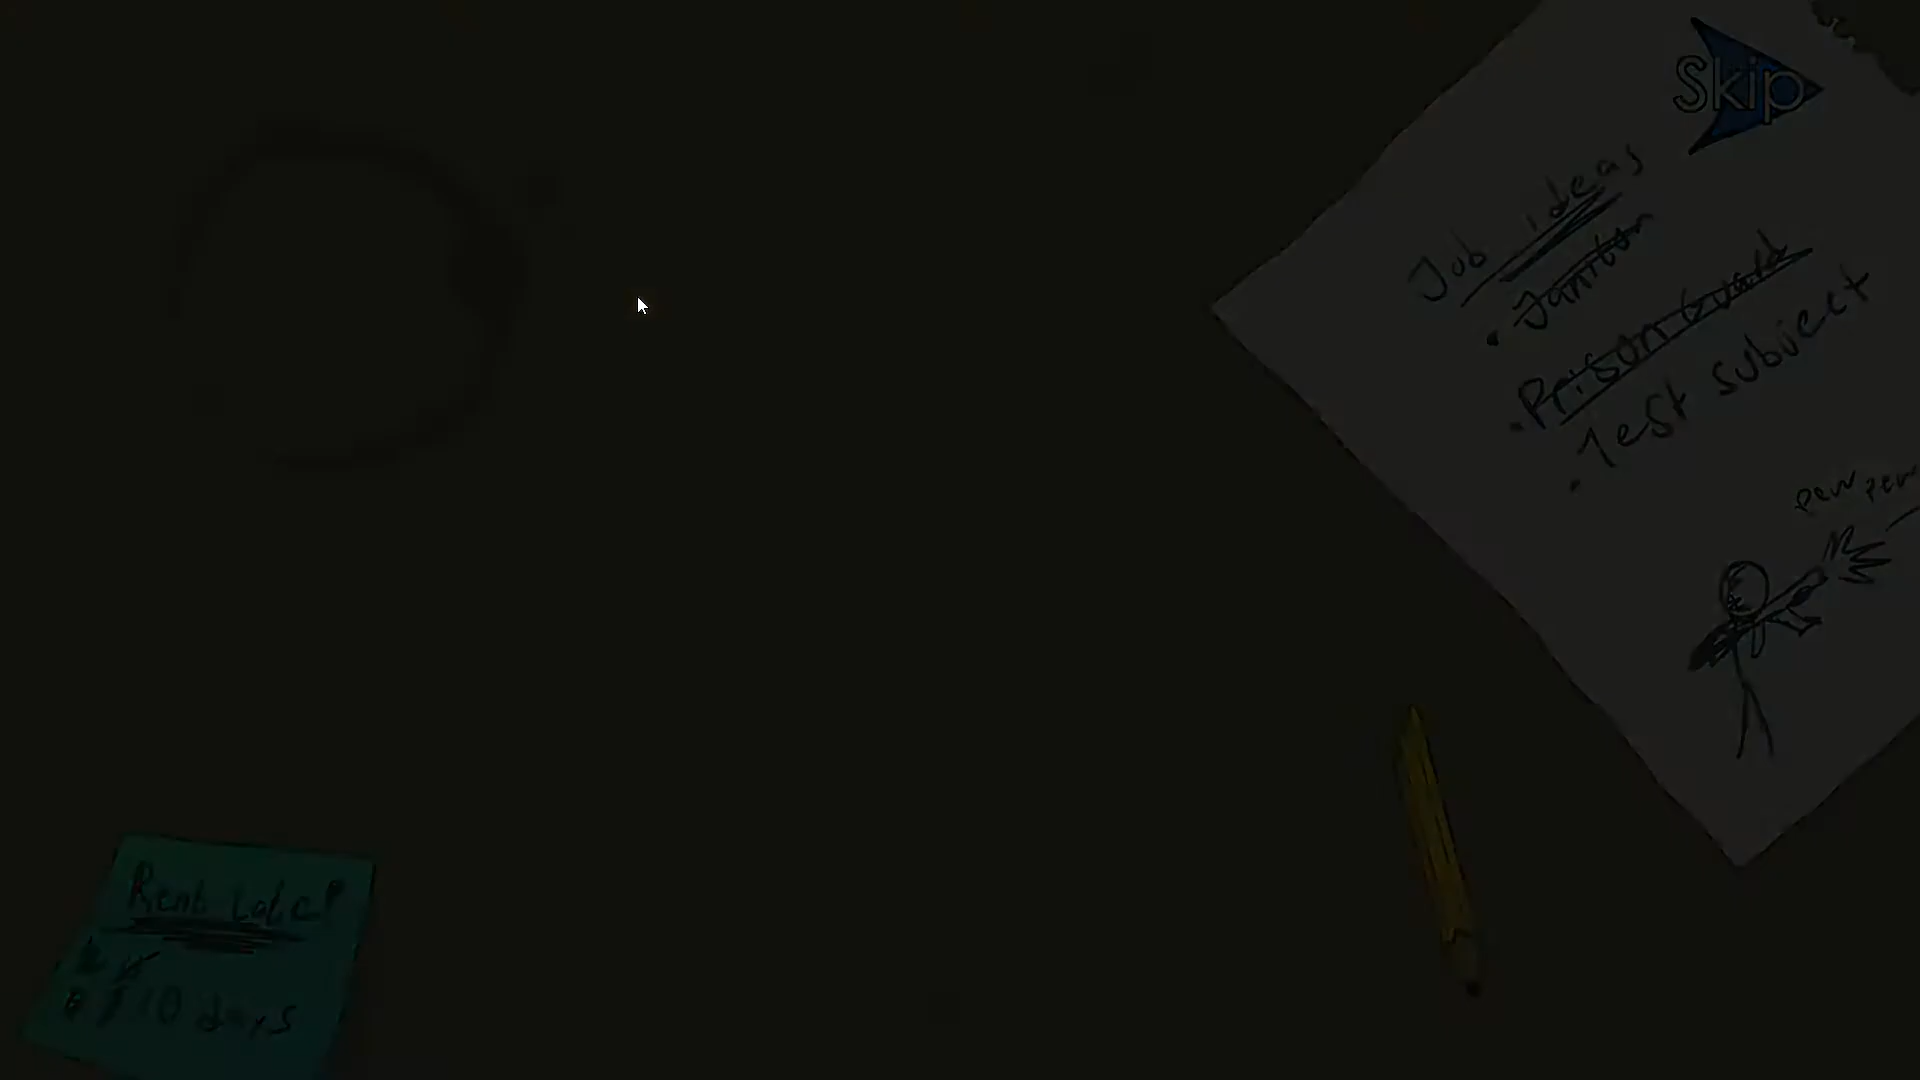 Skip
Job ideas
• Janitor
• Prison Guard
• Test subject
pew pew
Rent Late!
10 days